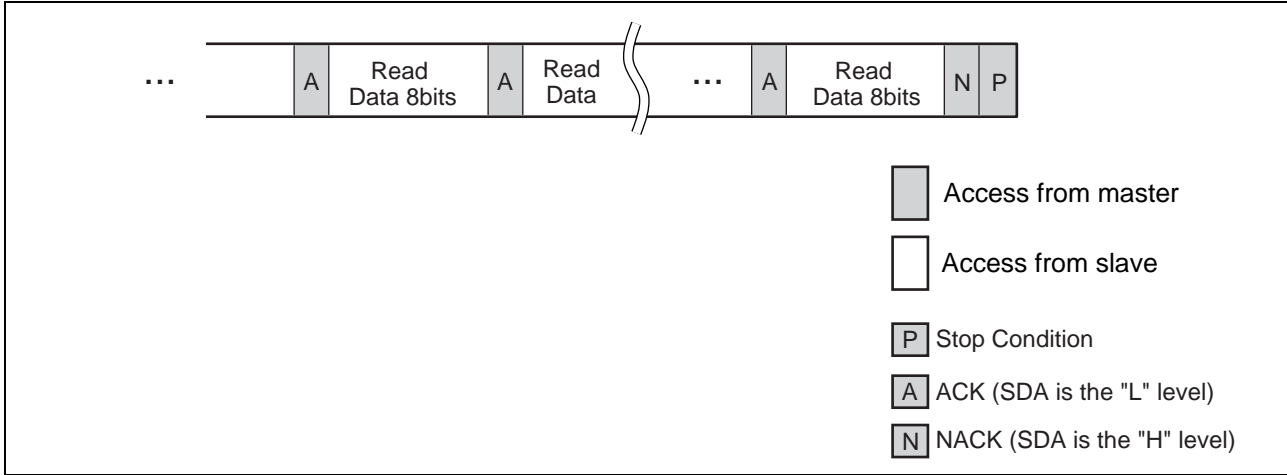 ... A Read Data 8bits A Read Data ... A Read Data 8bits N P
Access from master
Access from slave
P Stop Condition
A ACK (SDA is the "L" level)
N NACK (SDA is the "H" level)